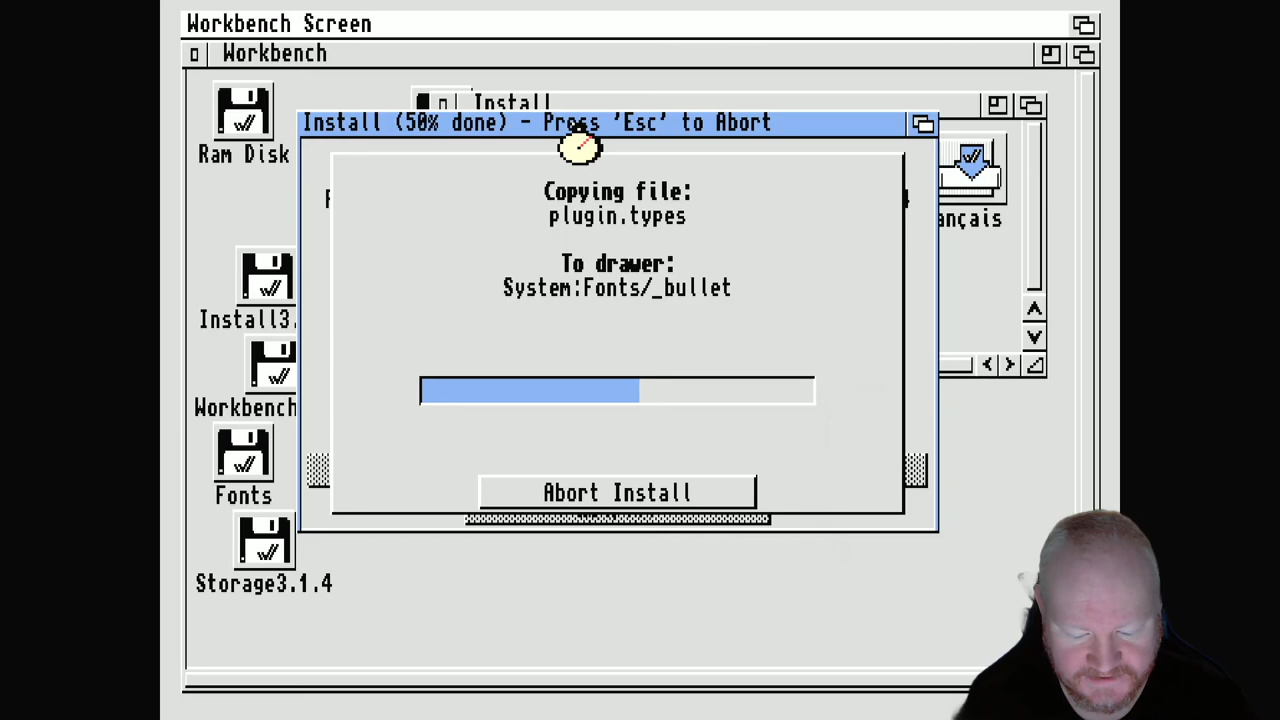 Workbench Screen
Workbench
Ram Disk
Install
Install (50% done) - Press 'Esc' to Abort
ançais
Copying file:
plugin.types
To drawer:
System:Fonts/_bullet
Install3.
Workbench
Fonts
Abort Install
Storage3.1.4